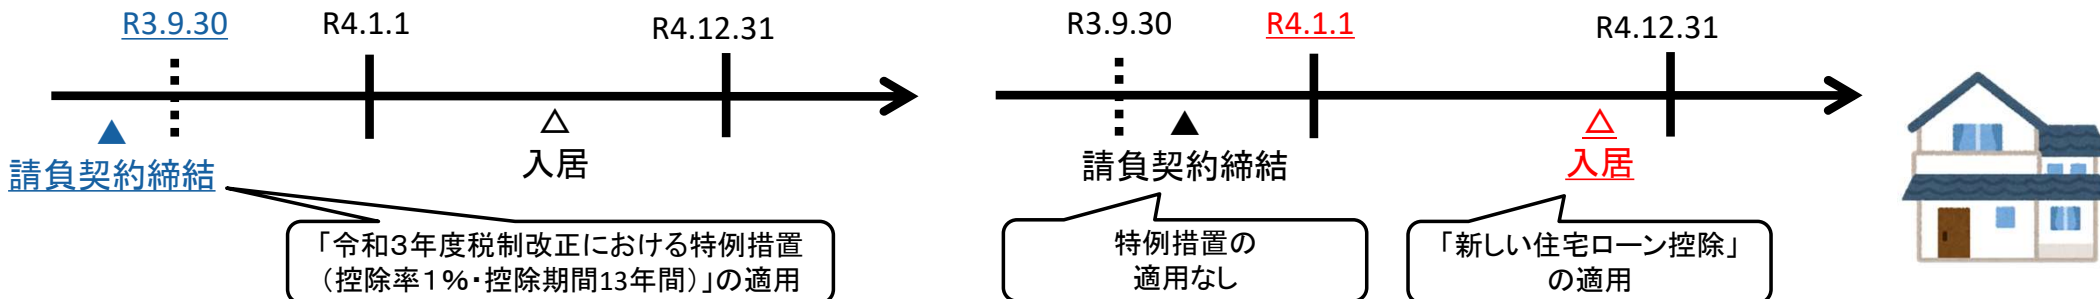 R3.9.30
R4.1.1
R4.12.31
請負契約締結
入居
「令和3年度税制改正における特例措置
(控除率1%・控除期間13年間)」の適用
R3.9.30
R4.1.1
R4.12.31
請負契約締結
入居
特例措置の
適用なし
「新しい住宅ローン控除」
の適用